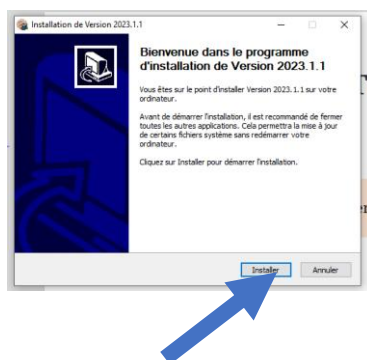 Installation de Version 2023.1.1
Bienvenue dans le programme
d'installation de Version 2023.1.1
Vous êtes sur le point d'installer Version 2023.1.1 sur votre
ordinateur.
Avant de démarrer l'installation, il est recommandé de fermer
toutes les autres applications. Cela permettra la mise à jour
de certains fichiers système sans redémarrer votre
ordinateur.
Cliquez sur Installer pour démarrer l'installation.
Installer
Annuler